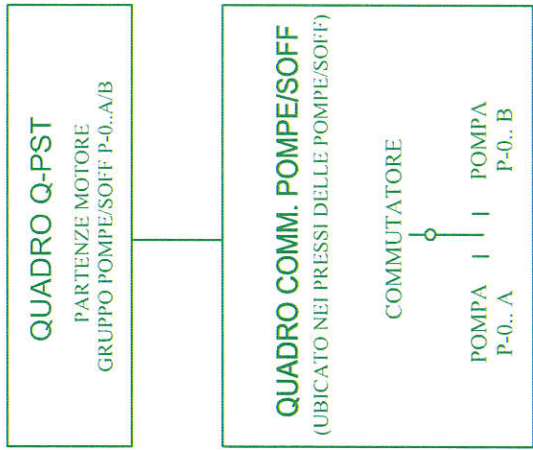 QUADRO Q-PST
PARTENZE MOTORE
GRUPPO POMPE/SOFF P-0..A/B
QUADRO COMM. POMPE/SOFF
(UBICATO NEI PRESSI DELLE POMPE/SOFF)
COMMUTATORE
POMPA
P-0.. A
POMPA
P-0.. B